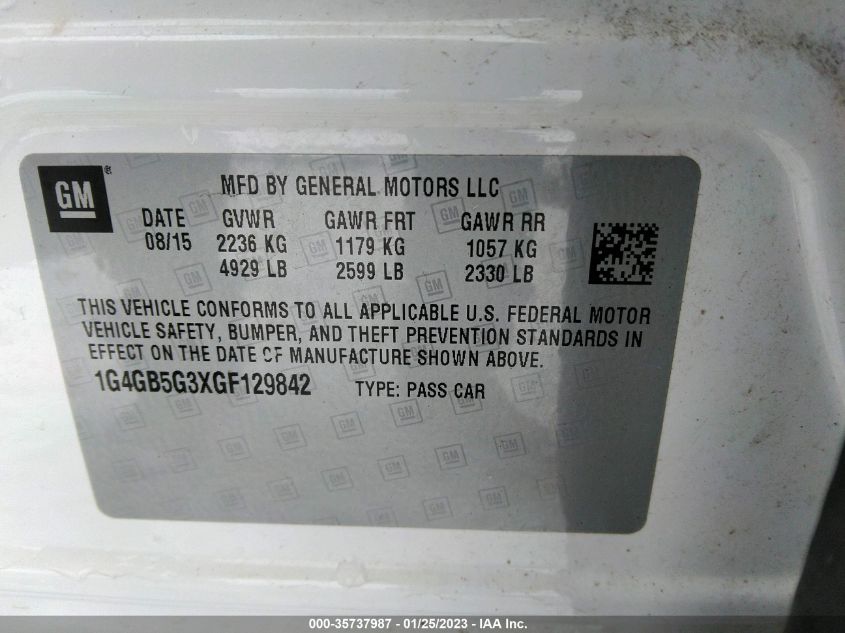 GM ®
MFD BY GENERAL MOTORS LLC
DATE GVWR GAWR FRT GAWR RR
08/15 2236 KG 1179 KG 1057 KG
4929 LB 2599 LB 2330 LB
THIS VEHICLE CONFORMS TO ALL APPLICABLE U.S. FEDERAL MOTOR
VEHICLE SAFETY, BUMPER, AND THEFT PREVENTION STANDARDS IN
EFFECT ON THE DATE OF MANUFACTURE SHOWN ABOVE.
1G4GB5G3XGF129842 TYPE: PASS CAR
000-35737987 - 01/25/2023 - IAA Inc.